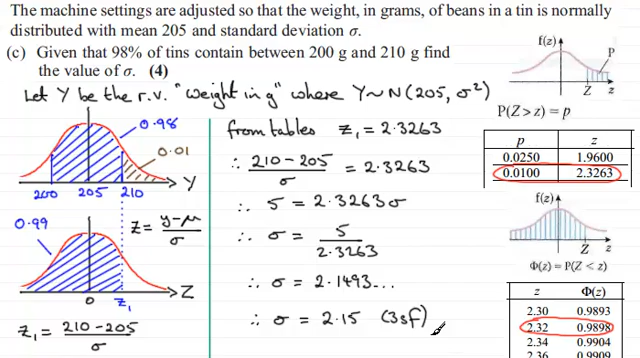 The machine settings are adjusted so that the weight, in grams, of beans in a tin is normally
distributed with mean 205 and standard deviation σ.
(c) Given that 98% of tins contain between 200 g and 210 g find
the value of σ. (4)
Let Y be the r.v. "weight in g" where Y~N(205, σ²)
0.98
0.01
200 205 210 Y
0.99
z = y-μ/σ
0 z₁ Z
z₁ = 210-205/σ
from tables z₁ = 2.3263
∴ 210-205/σ = 2.3263
∴ 5 = 2.3263σ
∴ σ = 5/2.3263
∴ σ = 2.1493...
∴ σ = 2.15 (3sf)
f(z)
P
Z z
P(Z > z) = p
p z
0.0250 1.9600
0.0100 2.3263
f(z)
Z z
Φ(z) = P(Z < z)
z Φ(z)
2.30 0.9893
2.32 0.9898
2.34 0.9904
2.36 0.9909